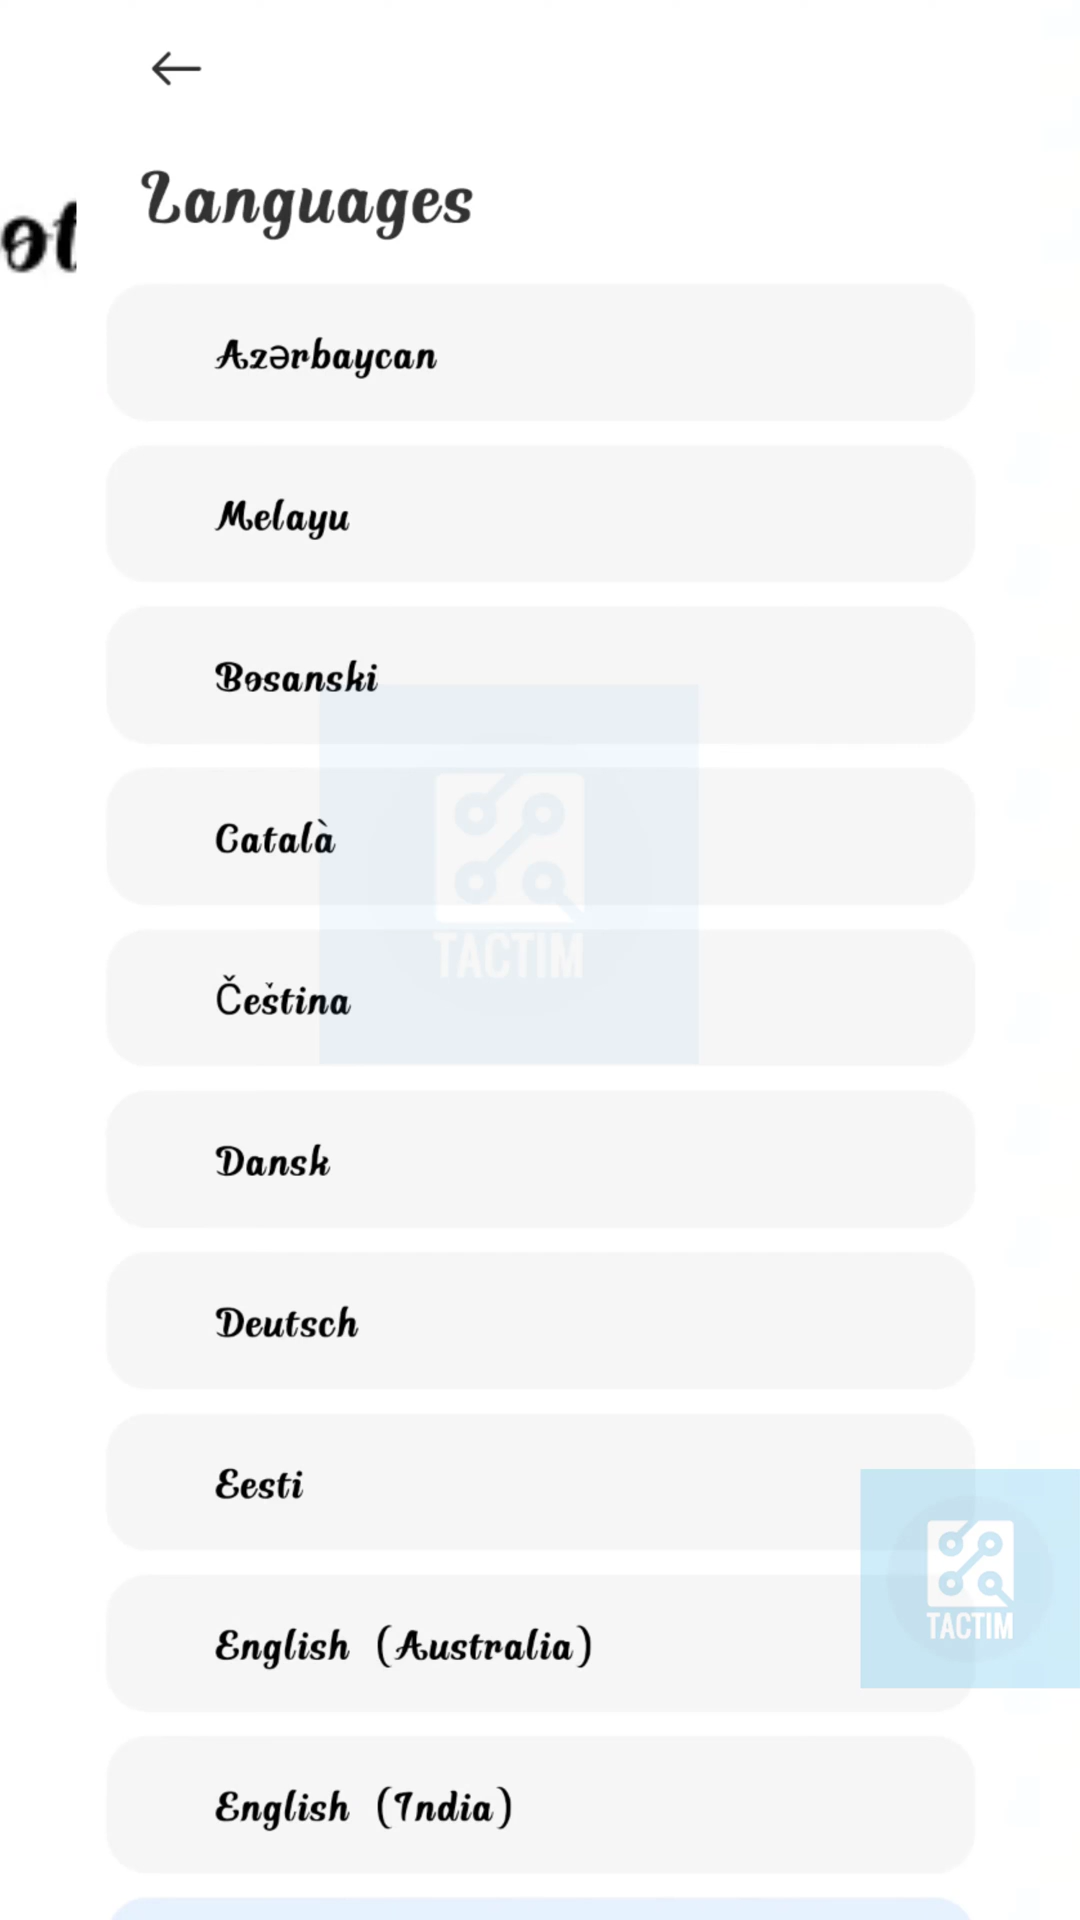 Languages
Azərbaycan
Melayu
Bosanski
Català
TACTIM
Čeština
Dansk
Deutsch
Eesti
TACTIM
English (Australia)
English (India)